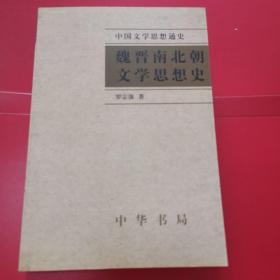 中国文学思想通史
魏晋南北朝
文学思想史
罗宗强 著
中华书局